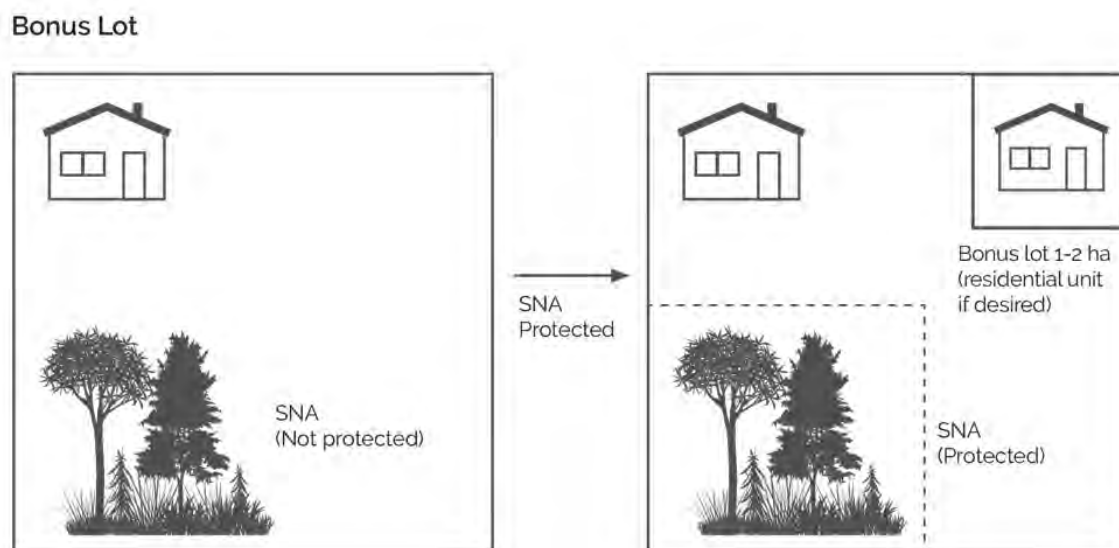 Bonus Lot
SNA
(Not protected)
SNA
Protected
Bonus lot 1-2 ha
(residential unit
if desired)
SNA
(Protected)